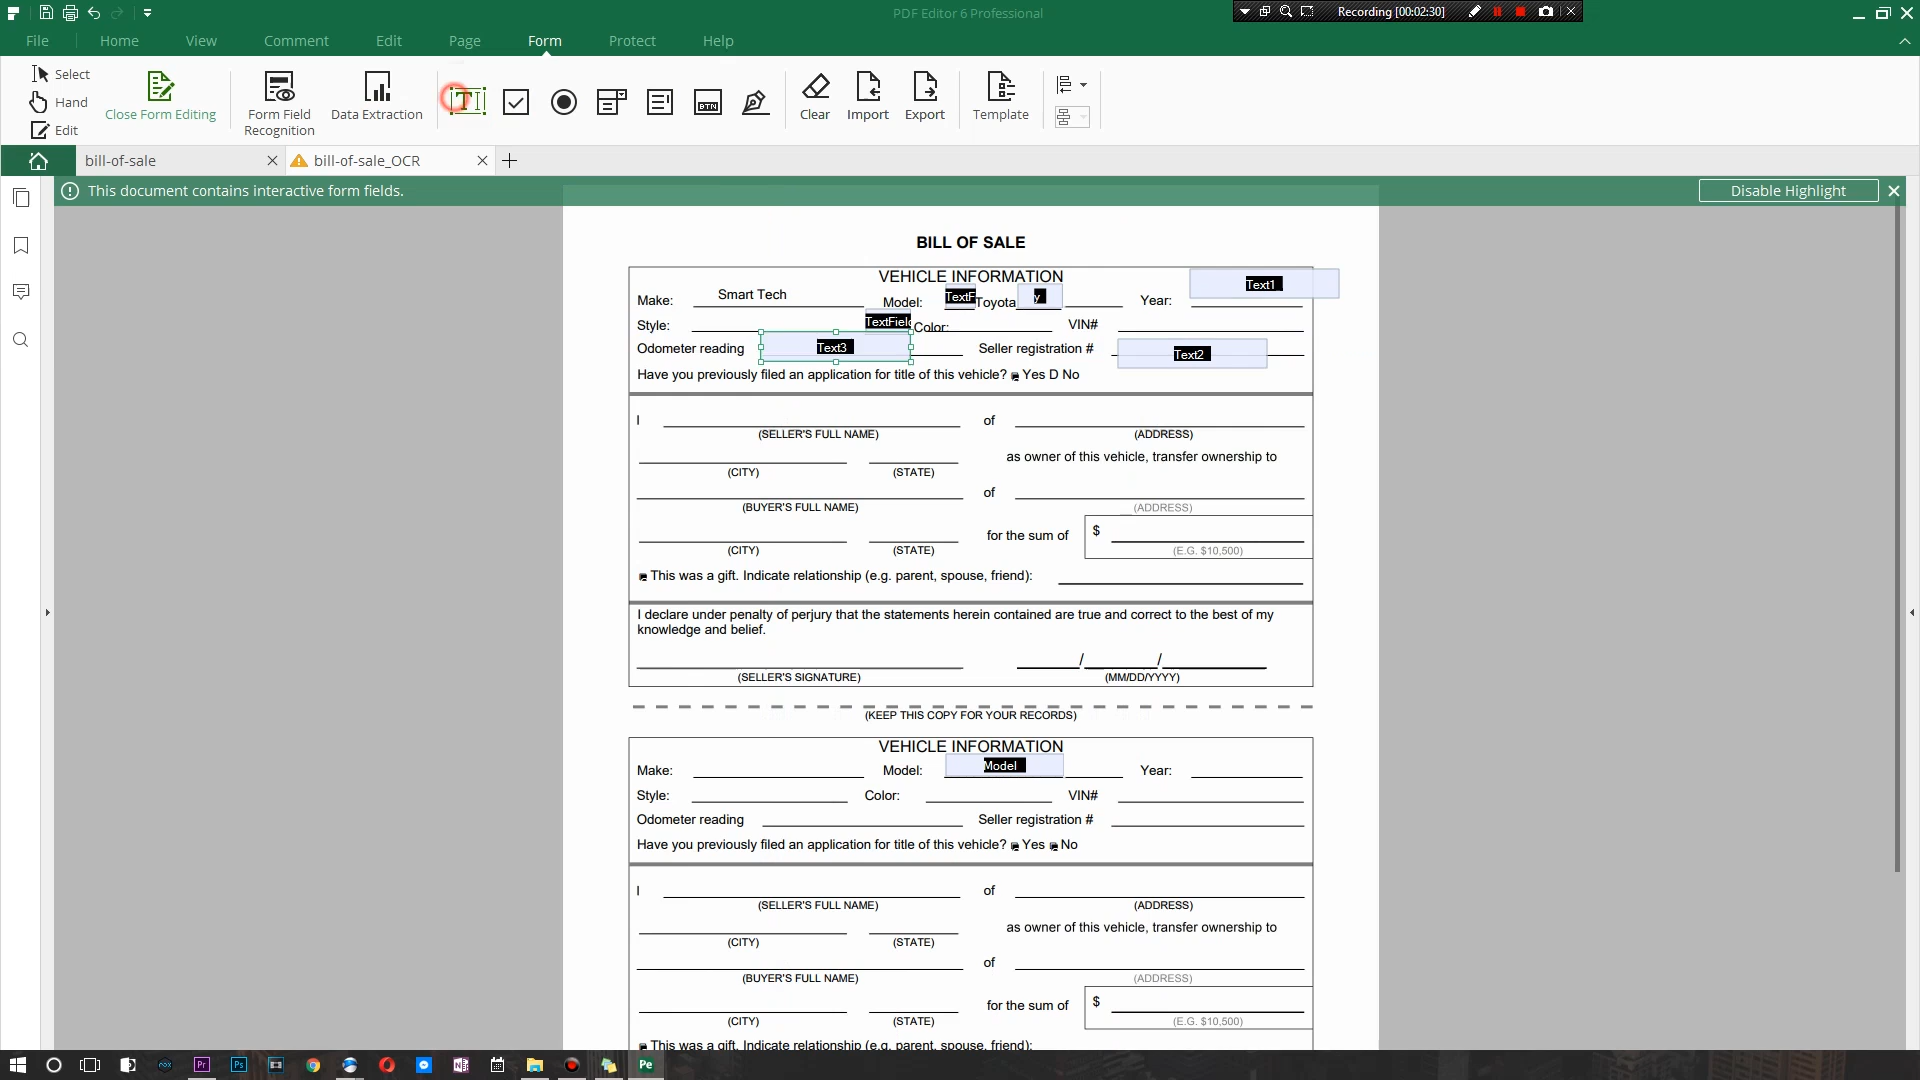 PDF Editor 6 Professional
Recording [00:02:30]
File Home View Comment Edit Page Form Protect Help
Select
Hand
Edit
Close Form Editing
Form Field Recognition
Data Extraction
T
BTN
Clear
Import
Export
Template
bill-of-sale
bill-of-sale_OCR
This document contains interactive form fields.
Disable Highlight
BILL OF SALE
VEHICLE INFORMATION
Make: Smart Tech Model: TextF Toyota y Year: Text1
Style: TextField Color: VIN#
Odometer reading Text3 Seller registration # Text2
Have you previously filed an application for title of this vehicle? Yes D No
I of
(SELLER'S FULL NAME) (ADDRESS)
as owner of this vehicle, transfer ownership to
(CITY) (STATE)
of
(BUYER'S FULL NAME) (ADDRESS)
for the sum of $
(CITY) (STATE) (E.G. $10,500)
This was a gift. Indicate relationship (e.g. parent, spouse, friend):
I declare under penalty of perjury that the statements herein contained are true and correct to the best of my
knowledge and belief.
/ /
(SELLER'S SIGNATURE) (MM/DD/YYYY)
(KEEP THIS COPY FOR YOUR RECORDS)
VEHICLE INFORMATION
Make: Model: Model Year:
Style: Color: VIN#
Odometer reading Seller registration #
Have you previously filed an application for title of this vehicle? Yes No
I of
(SELLER'S FULL NAME) (ADDRESS)
as owner of this vehicle, transfer ownership to
(CITY) (STATE)
of
(BUYER'S FULL NAME) (ADDRESS)
for the sum of $
(CITY) (STATE) (E.G. $10,500)
This was a gift. Indicate relationship (e.g. parent, spouse, friend):
Pr Ps N Pe